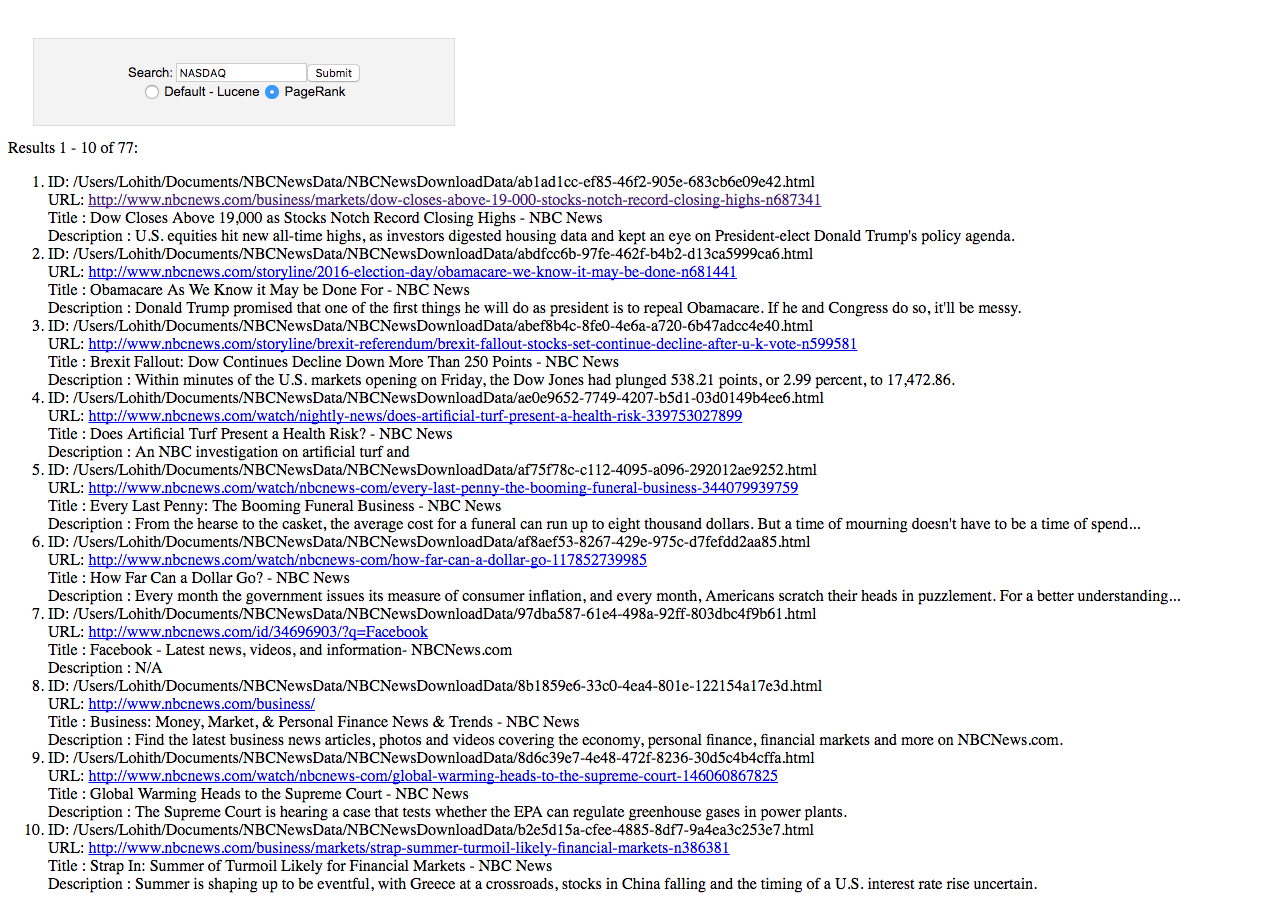 Search: NASDAQ Submit
Default - Lucene PageRank
Results 1 - 10 of 77:
1. ID: /Users/Lohith/Documents/NBCNewsData/NBCNewsDownloadData/ab1ad1cc-ef85-46f2-905e-683cb6e09e42.html
URL: http://www.nbcnews.com/business/markets/dow-closes-above-19-000-stocks-notch-record-closing-highs-n687341
Title : Dow Closes Above 19,000 as Stocks Notch Record Closing Highs - NBC News
Description : U.S. equities hit new all-time highs, as investors digested housing data and kept an eye on President-elect Donald Trump's policy agenda.
2. ID: /Users/Lohith/Documents/NBCNewsData/NBCNewsDownloadData/abdfcc6b-97fe-462f-b4b2-d13ca5999ca6.html
URL: http://www.nbcnews.com/storyline/2016-election-day/obamacare-we-know-it-may-be-done-n681441
Title : Obamacare As We Know it May be Done For - NBC News
Description : Donald Trump promised that one of the first things he will do as president is to repeal Obamacare. If he and Congress do so, it'll be messy.
3. ID: /Users/Lohith/Documents/NBCNewsData/NBCNewsDownloadData/abef8b4c-8fe0-4e6a-a720-6b47adcc4e40.html
URL: http://www.nbcnews.com/storyline/brexit-referendum/brexit-fallout-stocks-set-continue-decline-after-u-k-vote-n599581
Title : Brexit Fallout: Dow Continues Decline Down More Than 250 Points - NBC News
Description : Within minutes of the U.S. markets opening on Friday, the Dow Jones had plunged 538.21 points, or 2.99 percent, to 17,472.86.
4. ID: /Users/Lohith/Documents/NBCNewsData/NBCNewsDownloadData/ae0e9652-7749-4207-b5d1-03d0149b4ee6.html
URL: http://www.nbcnews.com/watch/nightly-news/does-artificial-turf-present-a-health-risk-339753027899
Title : Does Artificial Turf Present a Health Risk? - NBC News
Description : An NBC investigation on artificial turf and
5. ID: /Users/Lohith/Documents/NBCNewsData/NBCNewsDownloadData/af75f78c-c112-4095-a096-292012ae9252.html
URL: http://www.nbcnews.com/watch/nbcnews-com/every-last-penny-the-booming-funeral-business-344079939759
Title : Every Last Penny: The Booming Funeral Business - NBC News
Description : From the hearse to the casket, the average cost for a funeral can run up to eight thousand dollars. But a time of mourning doesn't have to be a time of spend...
6. ID: /Users/Lohith/Documents/NBCNewsData/NBCNewsDownloadData/af8aef53-8267-429e-975c-d7fefdd2aa85.html
URL: http://www.nbcnews.com/watch/nbcnews-com/how-far-can-a-dollar-go-117852739985
Title : How Far Can a Dollar Go? - NBC News
Description : Every month the government issues its measure of consumer inflation, and every month, Americans scratch their heads in puzzlement. For a better understanding...
7. ID: /Users/Lohith/Documents/NBCNewsData/NBCNewsDownloadData/97dba587-61e4-498a-92ff-803dbc4f9b61.html
URL: http://www.nbcnews.com/id/34696903/?q=Facebook
Title : Facebook - Latest news, videos, and information- NBCNews.com
Description : N/A
8. ID: /Users/Lohith/Documents/NBCNewsData/NBCNewsDownloadData/8b1859e6-33c0-4ea4-801e-122154a17e3d.html
URL: http://www.nbcnews.com/business/
Title : Business: Money, Market, & Personal Finance News & Trends - NBC News
Description : Find the latest business news articles, photos and videos covering the economy, personal finance, financial markets and more on NBCNews.com.
9. ID: /Users/Lohith/Documents/NBCNewsData/NBCNewsDownloadData/8d6c39e7-4e48-472f-8236-30d5c4b4cffa.html
URL: http://www.nbcnews.com/watch/nbcnews-com/global-warming-heads-to-the-supreme-court-146060867825
Title : Global Warming Heads to the Supreme Court - NBC News
Description : The Supreme Court is hearing a case that tests whether the EPA can regulate greenhouse gases in power plants.
10. ID: /Users/Lohith/Documents/NBCNewsData/NBCNewsDownloadData/b2e5d15a-cfee-4885-8df7-9a4ea3c253e7.html
URL: http://www.nbcnews.com/business/markets/strap-summer-turmoil-likely-financial-markets-n386381
Title : Strap In: Summer of Turmoil Likely for Financial Markets - NBC News
Description : Summer is shaping up to be eventful, with Greece at a crossroads, stocks in China falling and the timing of a U.S. interest rate rise uncertain.